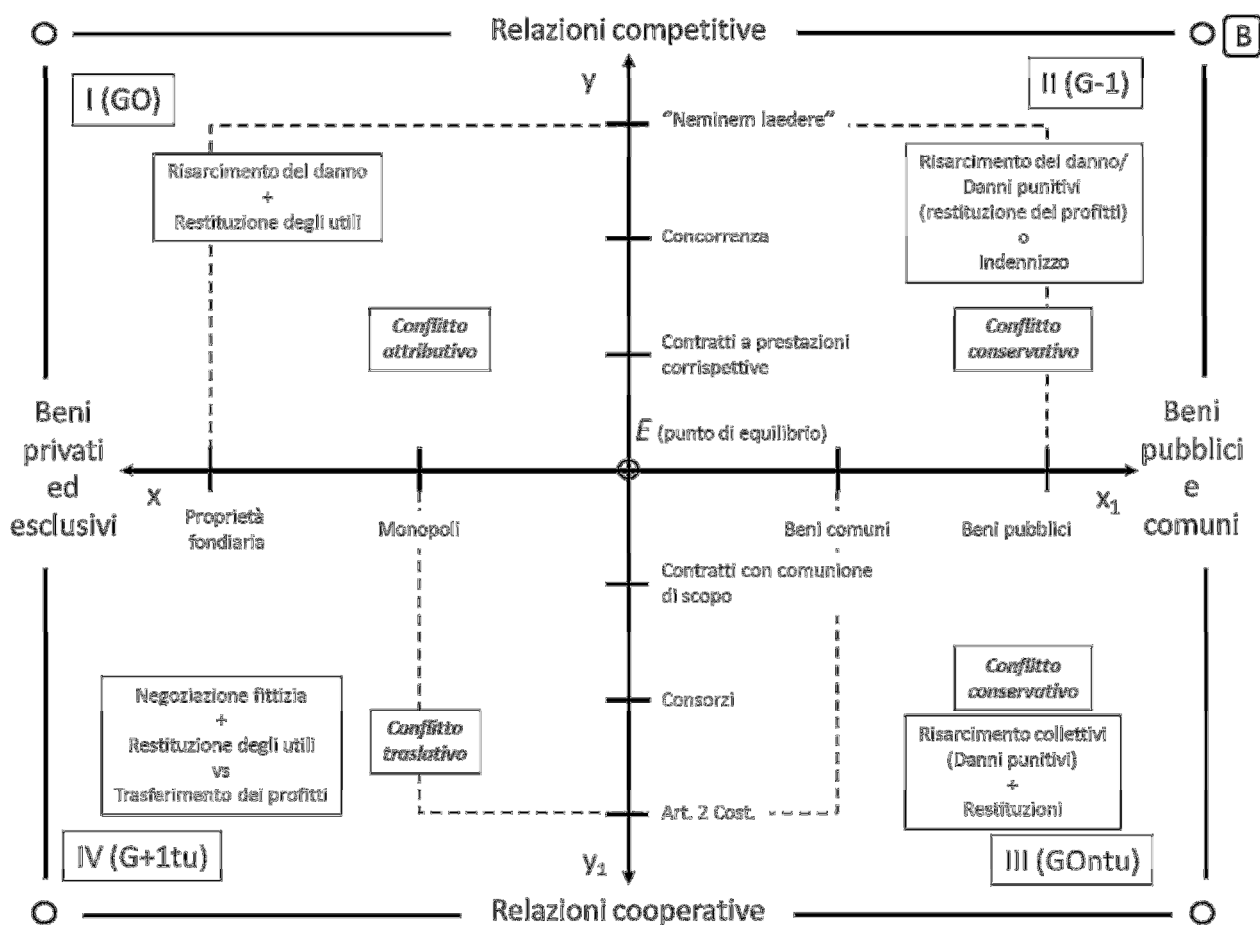 Relazioni competitive
B
I (GO)
y
II (G-1)
"Neminem laedere"
Risarcimento del danno
+
Restituzione degli utili
Risarcimento del danno/
Danni punitivi
(restituzione dei profitti)
o
Indennizzo
Concorrenza
Conflitto
attributivo
Contratti a prestazioni
corrispettive
Conflitto
conservativo
Beni
privati
ed
esclusivi
E (punto di equilibrio)
Beni
pubblici
e
comuni
x
x1
Proprietà
fondiaria
Monopoli
Beni comuni
Beni pubblici
Contratti con comunione
di scopo
Negoziazione fittizia
+
Restituzione degli utili
vs
Trasferimento dei profitti
Conflitto
traslativo
Consorzi
Conflitto
conservativo
Risarcimento collettivi
(Danni punitivi)
+
Restituzioni
Art. 2 Cost.
IV (G+1tu)
y1
III (GOntu)
Relazioni cooperative